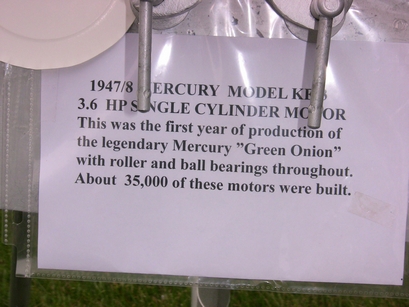 1947/8 MERCURY MODEL
3.6 HP SINGLE CYLINDER MOTOR
This was the first year of production of
the legendary Mercury "Green Onion"
with roller and ball bearings throughout.
About 35,000 of these motors were built.